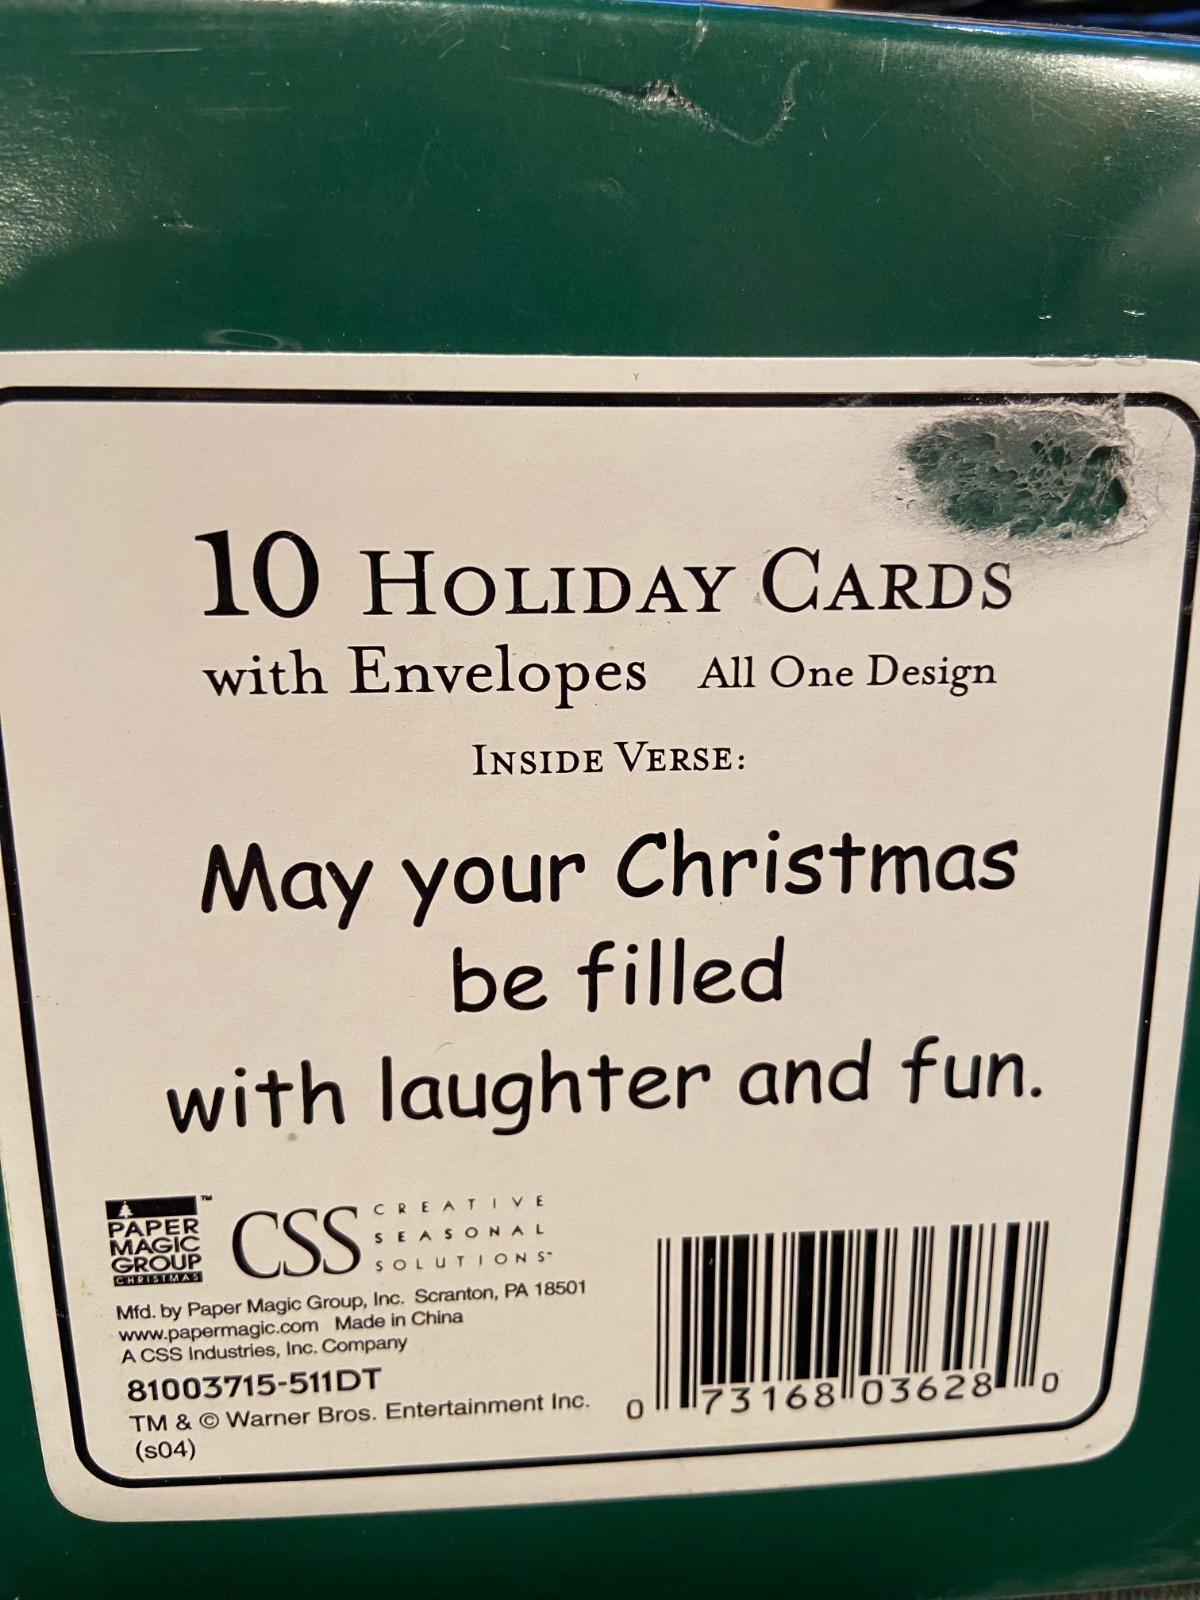 10 HOLIDAY CARDS
with Envelopes All One Design
INSIDE VERSE:
May your Christmas
be filled
with laughter and fun.
PAPER
MAGIC
GROUP
CHRISTMAS
™
CSS
CREATIVE
SEASONAL
SOLUTIONS℠
Mfd. by Paper Magic Group, Inc. Scranton, PA 18501
www.papermagic.com Made in China
A CSS Industries, Inc. Company
81003715-511DT
TM & © Warner Bros. Entertainment Inc.
(s04)
0 73168 03628 0